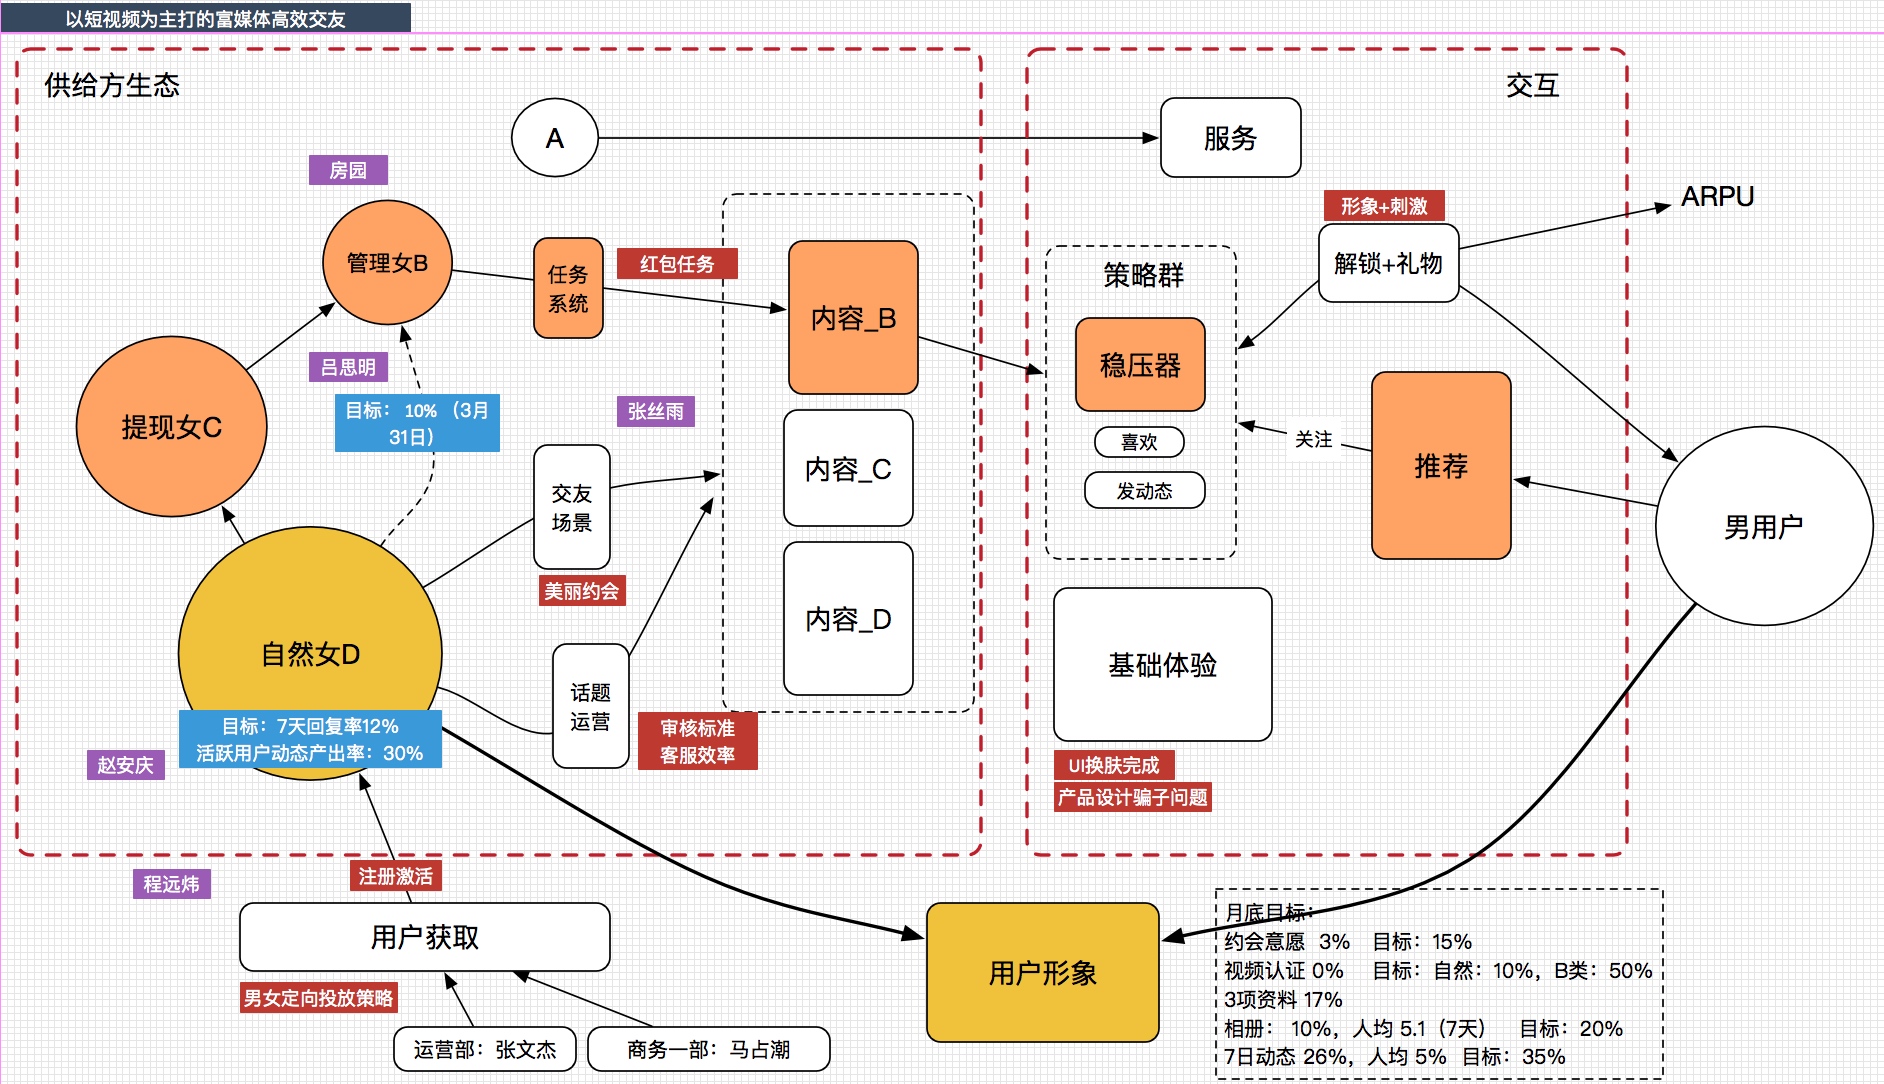 以短视频为主打的富媒体高效交友
供给方生态
交互
A
服务
房园
形象+刺激
ARPU
管理女B
任务
系统
红包任务
内容_B
策略群
解锁+礼物
稳压器
吕思明
提现女C
目标： 10% （3月
31日）
张丝雨
喜欢
关注
推荐
交友
场景
内容_C
发动态
男用户
美丽约会
内容_D
自然女D
话题
运营
基础体验
目标：7天回复率12%
活跃用户动态产出率：30%
审核标准
客服效率
赵安庆
UI换肤完成
产品设计骗子问题
程远炜
注册激活
用户获取
用户形象
男女定向投放策略
运营部：张文杰
商务一部：马占潮
月底目标：
约会意愿 3% 目标：15%
视频认证 0% 目标：自然：10%，B类：50%
3项资料 17%
相册： 10%，人均 5.1（7天） 目标：20%
7日动态 26%，人均 5% 目标：35%